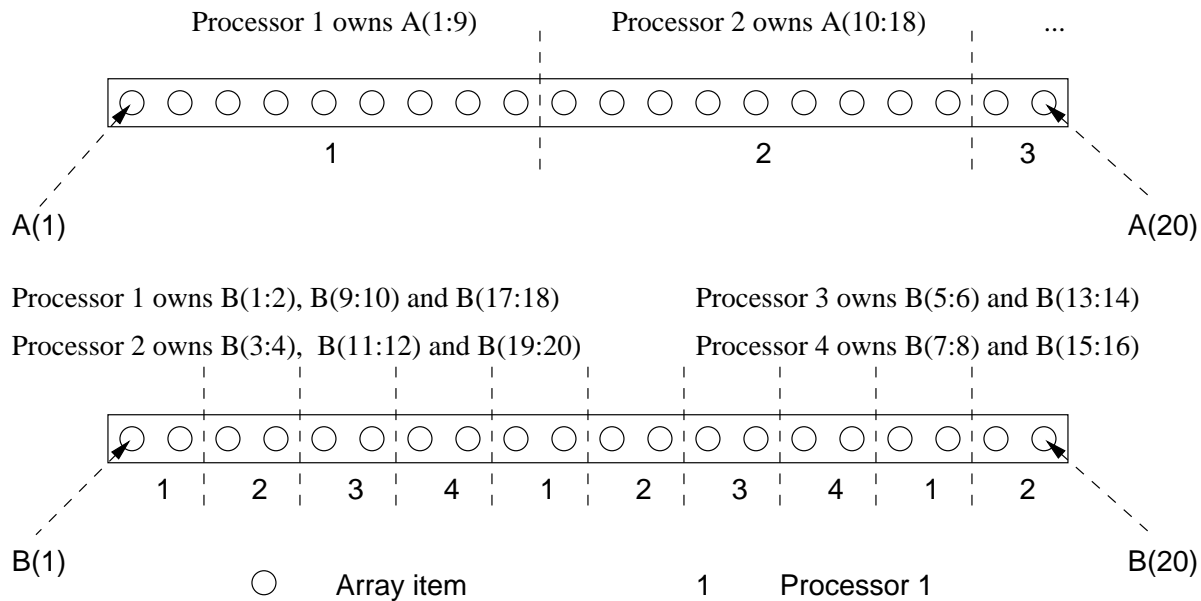 Processor 1 owns A(1:9) Processor 2 owns A(10:18) ...
1 2 3
A(1) A(20)
Processor 1 owns B(1:2), B(9:10) and B(17:18) Processor 3 owns B(5:6) and B(13:14)
Processor 2 owns B(3:4), B(11:12) and B(19:20) Processor 4 owns B(7:8) and B(15:16)
1 2 3 4 1 2 3 4 1 2
B(1) B(20)
Array item 1 Processor 1